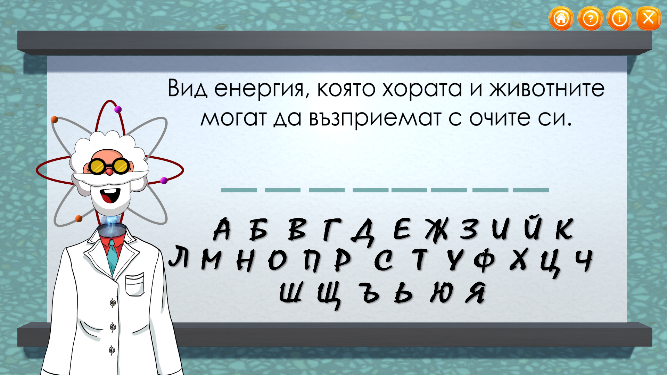 Вид енергия, която хората и животните
могат да възприемат с очите си.
А Б В Г Д Е Ж З И Й К
Л М Н О П Р С Т У Ф Х Ц Ч
Ш Щ Ъ Ь Ю Я